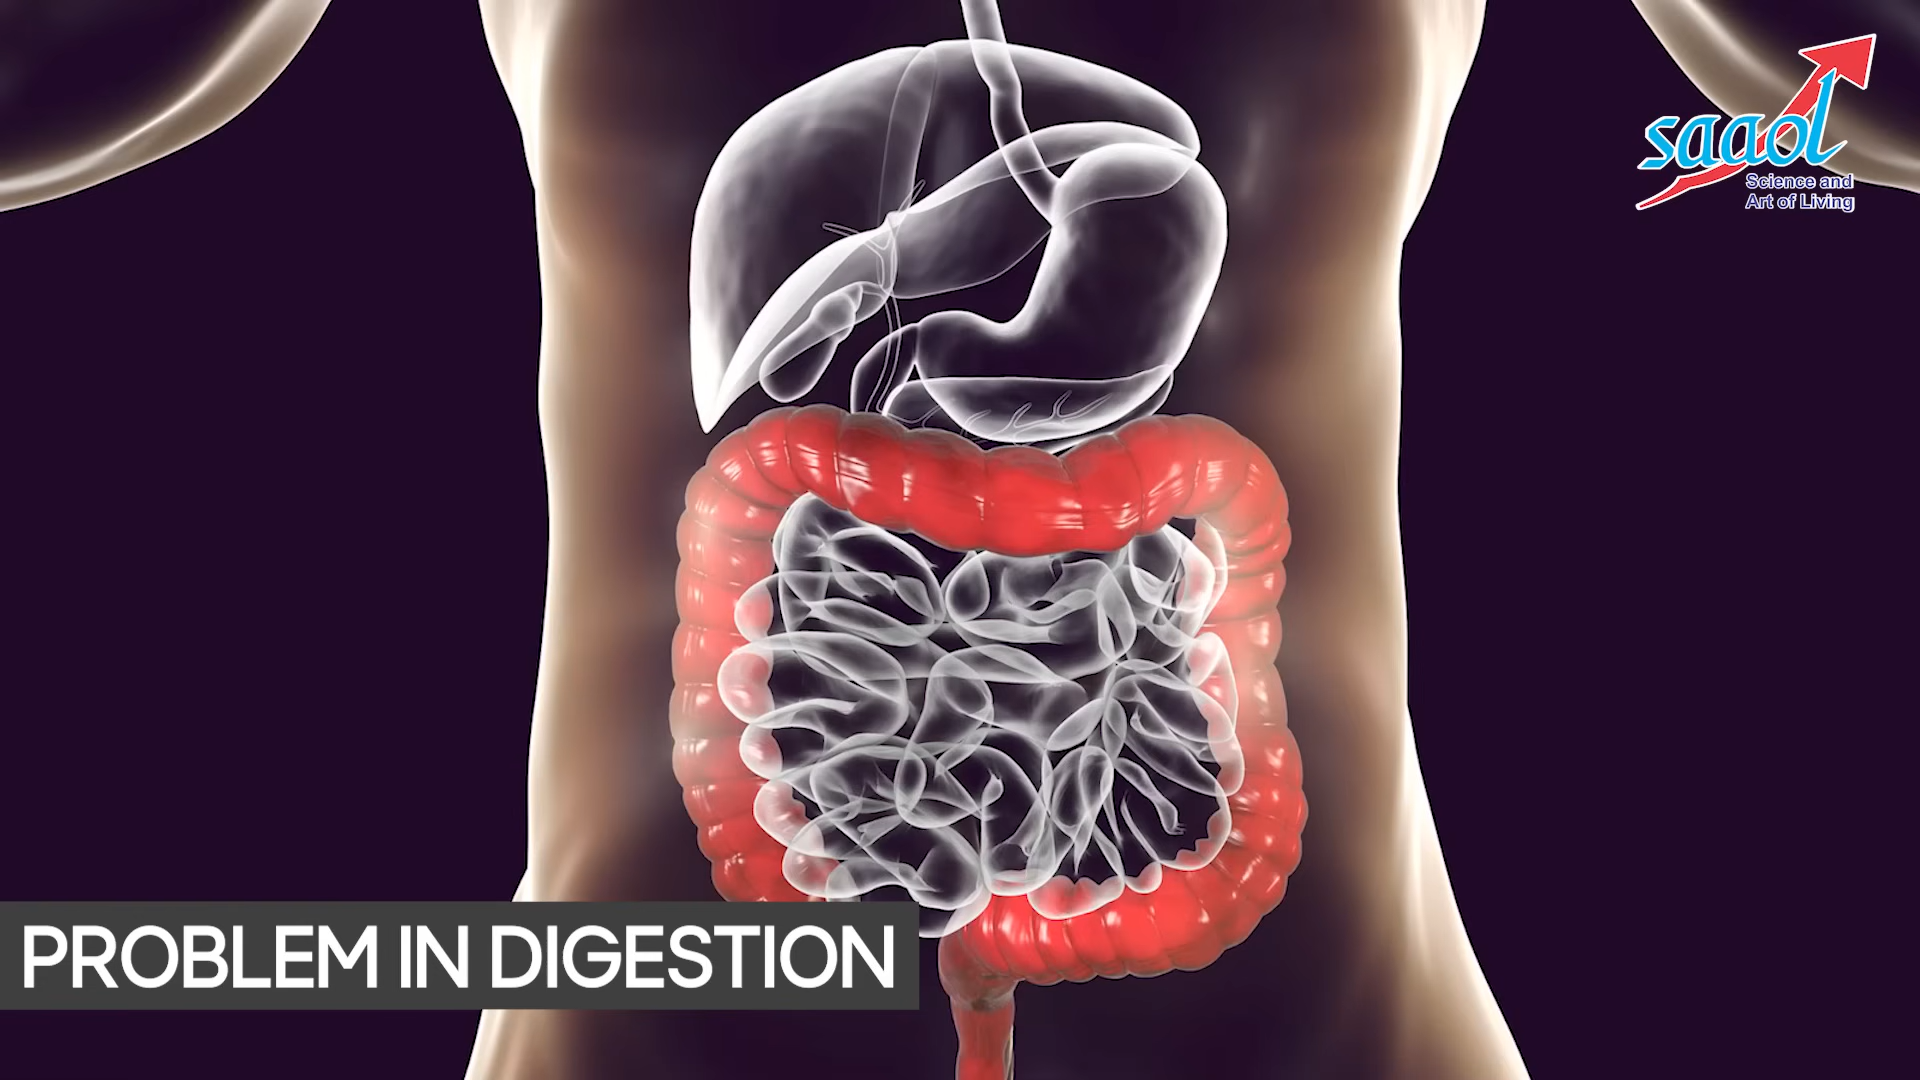 saaol
Science and
Art of Living
PROBLEM IN DIGESTION